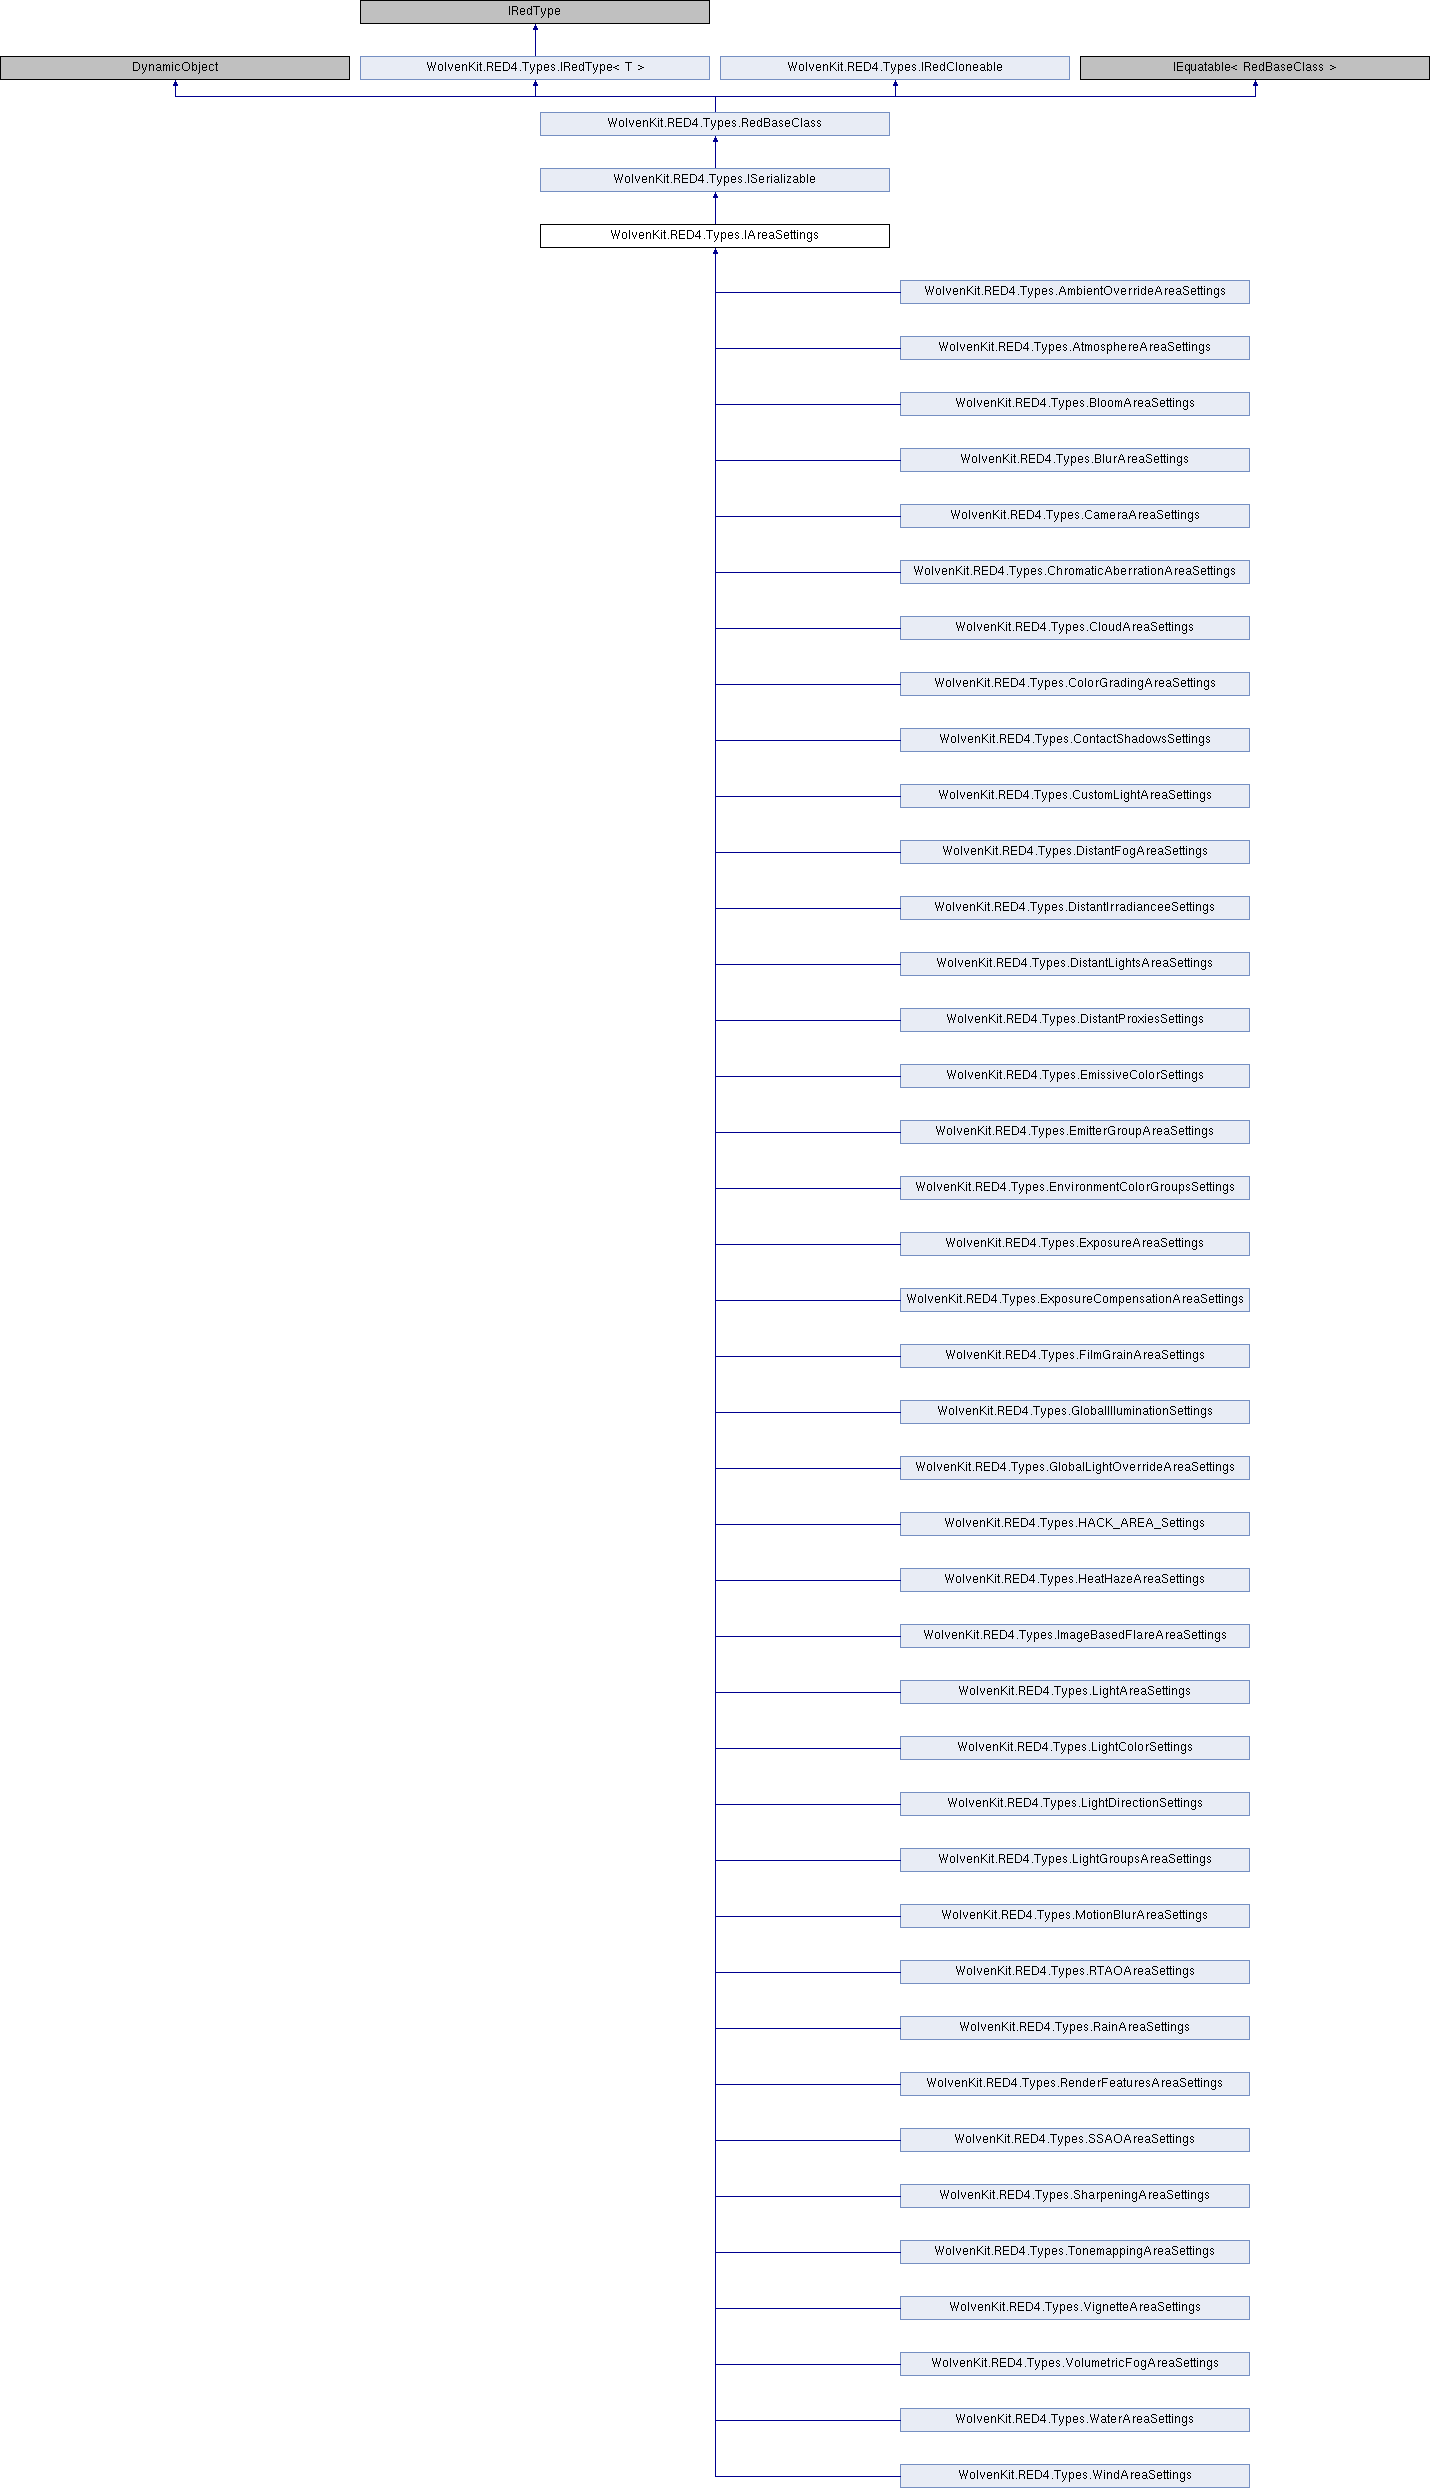 IRedType
DynamicObject
WolvenKit.RED4.Types.IRedType< T >
WolvenKit.RED4.Types.IRedCloneable
IEquatable< RedBaseClass >
WolvenKit.RED4.Types.RedBaseClass
WolvenKit.RED4.Types.ISerializable
WolvenKit.RED4.Types.IAreaSettings
WolvenKit.RED4.Types.AmbientOverrideAreaSettings
WolvenKit.RED4.Types.AtmosphereAreaSettings
WolvenKit.RED4.Types.BloomAreaSettings
WolvenKit.RED4.Types.BlurAreaSettings
WolvenKit.RED4.Types.CameraAreaSettings
WolvenKit.RED4.Types.ChromaticAberrationAreaSettings
WolvenKit.RED4.Types.CloudAreaSettings
WolvenKit.RED4.Types.ColorGradingAreaSettings
WolvenKit.RED4.Types.ContactShadowsSettings
WolvenKit.RED4.Types.CustomLightAreaSettings
WolvenKit.RED4.Types.DistantFogAreaSettings
WolvenKit.RED4.Types.DistantIrradianceeSettings
WolvenKit.RED4.Types.DistantLightsAreaSettings
WolvenKit.RED4.Types.DistantProxiesSettings
WolvenKit.RED4.Types.EmissiveColorSettings
WolvenKit.RED4.Types.EmitterGroupAreaSettings
WolvenKit.RED4.Types.EnvironmentColorGroupsSettings
WolvenKit.RED4.Types.ExposureAreaSettings
WolvenKit.RED4.Types.ExposureCompensationAreaSettings
WolvenKit.RED4.Types.FilmGrainAreaSettings
WolvenKit.RED4.Types.GlobalIlluminationSettings
WolvenKit.RED4.Types.GlobalLightOverrideAreaSettings
WolvenKit.RED4.Types.HACK_AREA_Settings
WolvenKit.RED4.Types.HeatHazeAreaSettings
WolvenKit.RED4.Types.ImageBasedFlareAreaSettings
WolvenKit.RED4.Types.LightAreaSettings
WolvenKit.RED4.Types.LightColorSettings
WolvenKit.RED4.Types.LightDirectionSettings
WolvenKit.RED4.Types.LightGroupsAreaSettings
WolvenKit.RED4.Types.MotionBlurAreaSettings
WolvenKit.RED4.Types.RTAOAreaSettings
WolvenKit.RED4.Types.RainAreaSettings
WolvenKit.RED4.Types.RenderFeaturesAreaSettings
WolvenKit.RED4.Types.SSAOAreaSettings
WolvenKit.RED4.Types.SharpeningAreaSettings
WolvenKit.RED4.Types.TonemappingAreaSettings
WolvenKit.RED4.Types.VignetteAreaSettings
WolvenKit.RED4.Types.VolumetricFogAreaSettings
WolvenKit.RED4.Types.WaterAreaSettings
WolvenKit.RED4.Types.WindAreaSettings